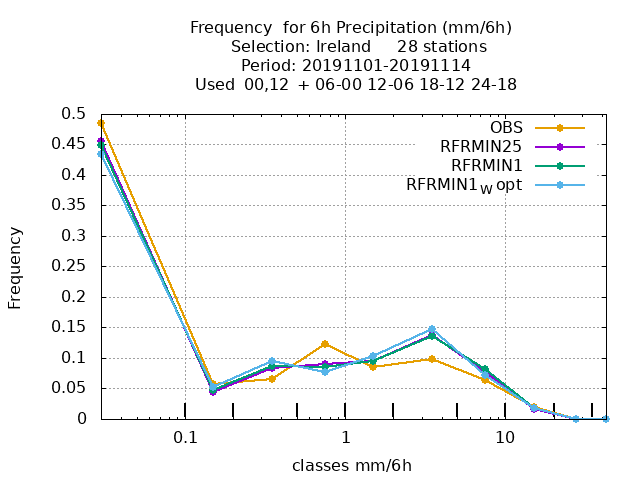 Frequency  for 6h Precipitation (mm/6h)
Selection: Ireland     28 stations
Period: 20191101-20191114
Used  00,12  + 06-00 12-06 18-12 24-18
OBS
RFRMIN25
RFRMIN1
RFRMIN1w opt
0.5
0.45
0.4
0.35
0.3
0.25
0.2
0.15
0.1
0.05
0
Frequency
0.1 1 10
classes mm/6h